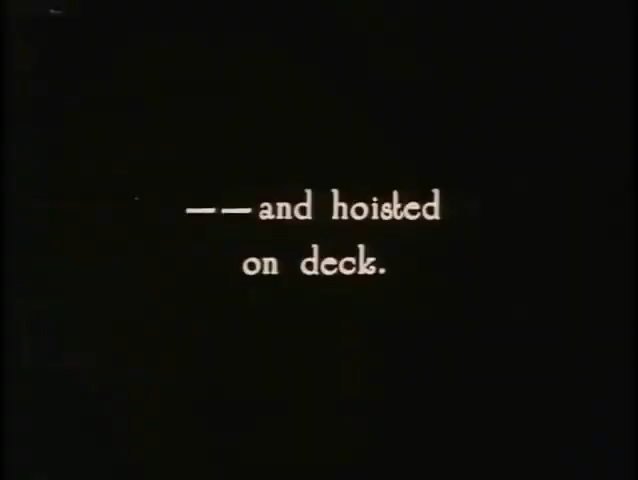 ——and hoisted
on deck.